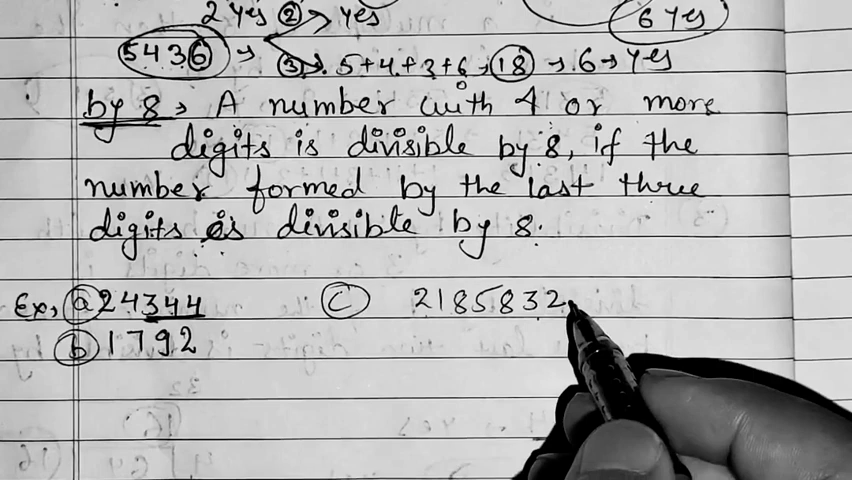 2 yes ② → yes 6 yes
5436 → ③ → 5+4+3+6 → 18 → 6 → yes
by 8 → A number with 4 or more
digits is divisible by 8, if the
number formed by the last three
digits is divisible by 8.
Ex, ⓐ 24344 ⓒ 2185832
ⓑ 1792